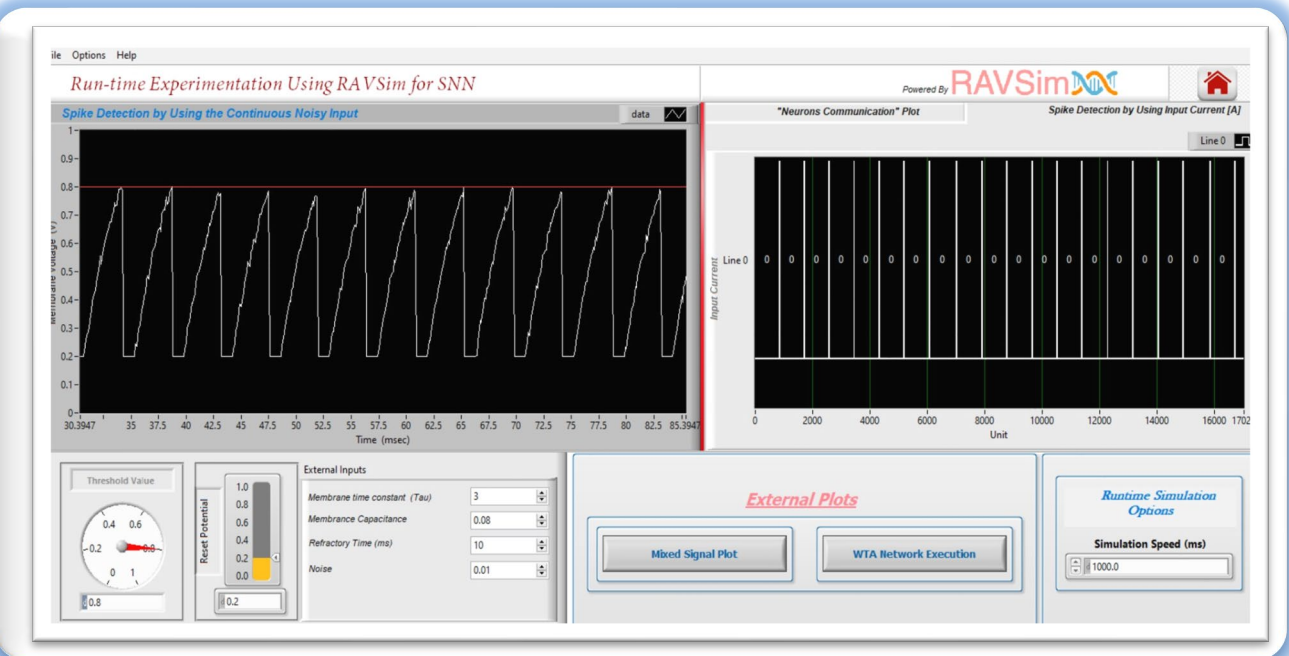 ile Options Help
Run-time Experimentation Using RAVSim for SNN
Powered By RAVSim
Spike Detection by Using the Continuous Noisy Input
data
"Neurons Communication" Plot
Spike Detection by Using Input Current [A]
Line 0
1
0.9
0.8
0.7
0.6
0.5
0.4
0.3
0.2
0.1
0
Membrane Voltage (v)
30.3947 35 37.5 40 42.5 45 47.5 50 52.5 55 57.5 60 62.5 65 67.5 70 72.5 75 77.5 80 82.5 85.3947
Time (msec)
Input Current
Line 0
0 0 0 0 0 0 0 0 0 0 0 0 0 0 0 0 0 0 0
0 2000 4000 6000 8000 10000 12000 14000 16000 1702
Unit
Threshold Value
0.4 0.6
0.2 0.8
0 1
0.8
Reset Potential
1.0
0.8
0.6
0.4
0.2
0.0
0.2
External Inputs
Membrane time constant (Tau) 3
Membrance Capacitance 0.08
Refractory Time (ms) 10
Noise 0.01
External Plots
Mixed Signal Plot
WTA Network Execution
Runtime Simulation
Options
Simulation Speed (ms)
1000.0